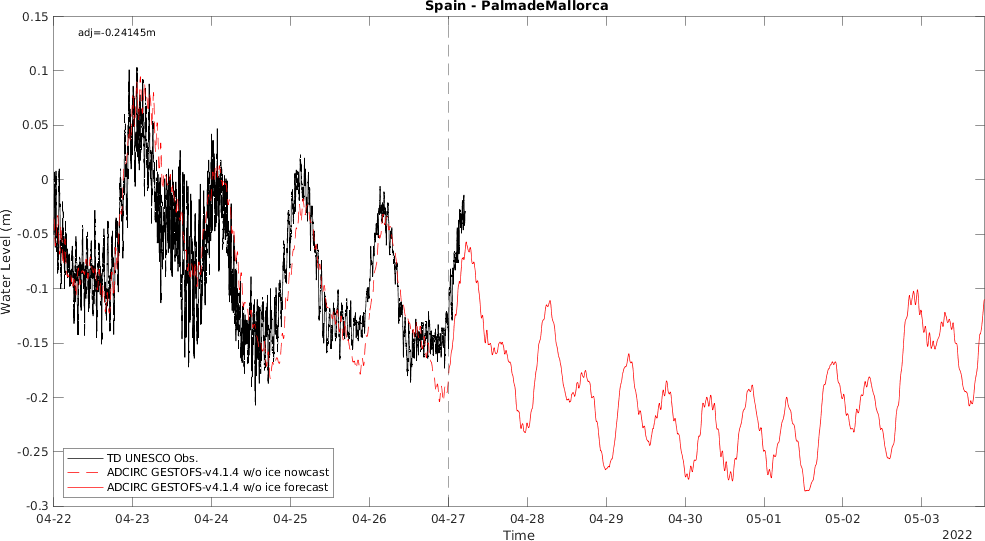 Spain - PalmadeMallorca
adj=-0.24145m
0.15
0.1
0.05
0
-0.05
-0.1
-0.15
-0.2
-0.25
-0.3
Water Level (m)
TD UNESCO Obs.
ADCIRC GESTOFS-v4.1.4 w/o ice nowcast
ADCIRC GESTOFS-v4.1.4 w/o ice forecast
04-22 04-23 04-24 04-25 04-26 04-27 04-28 04-29 04-30 05-01 05-02 05-03
Time
2022